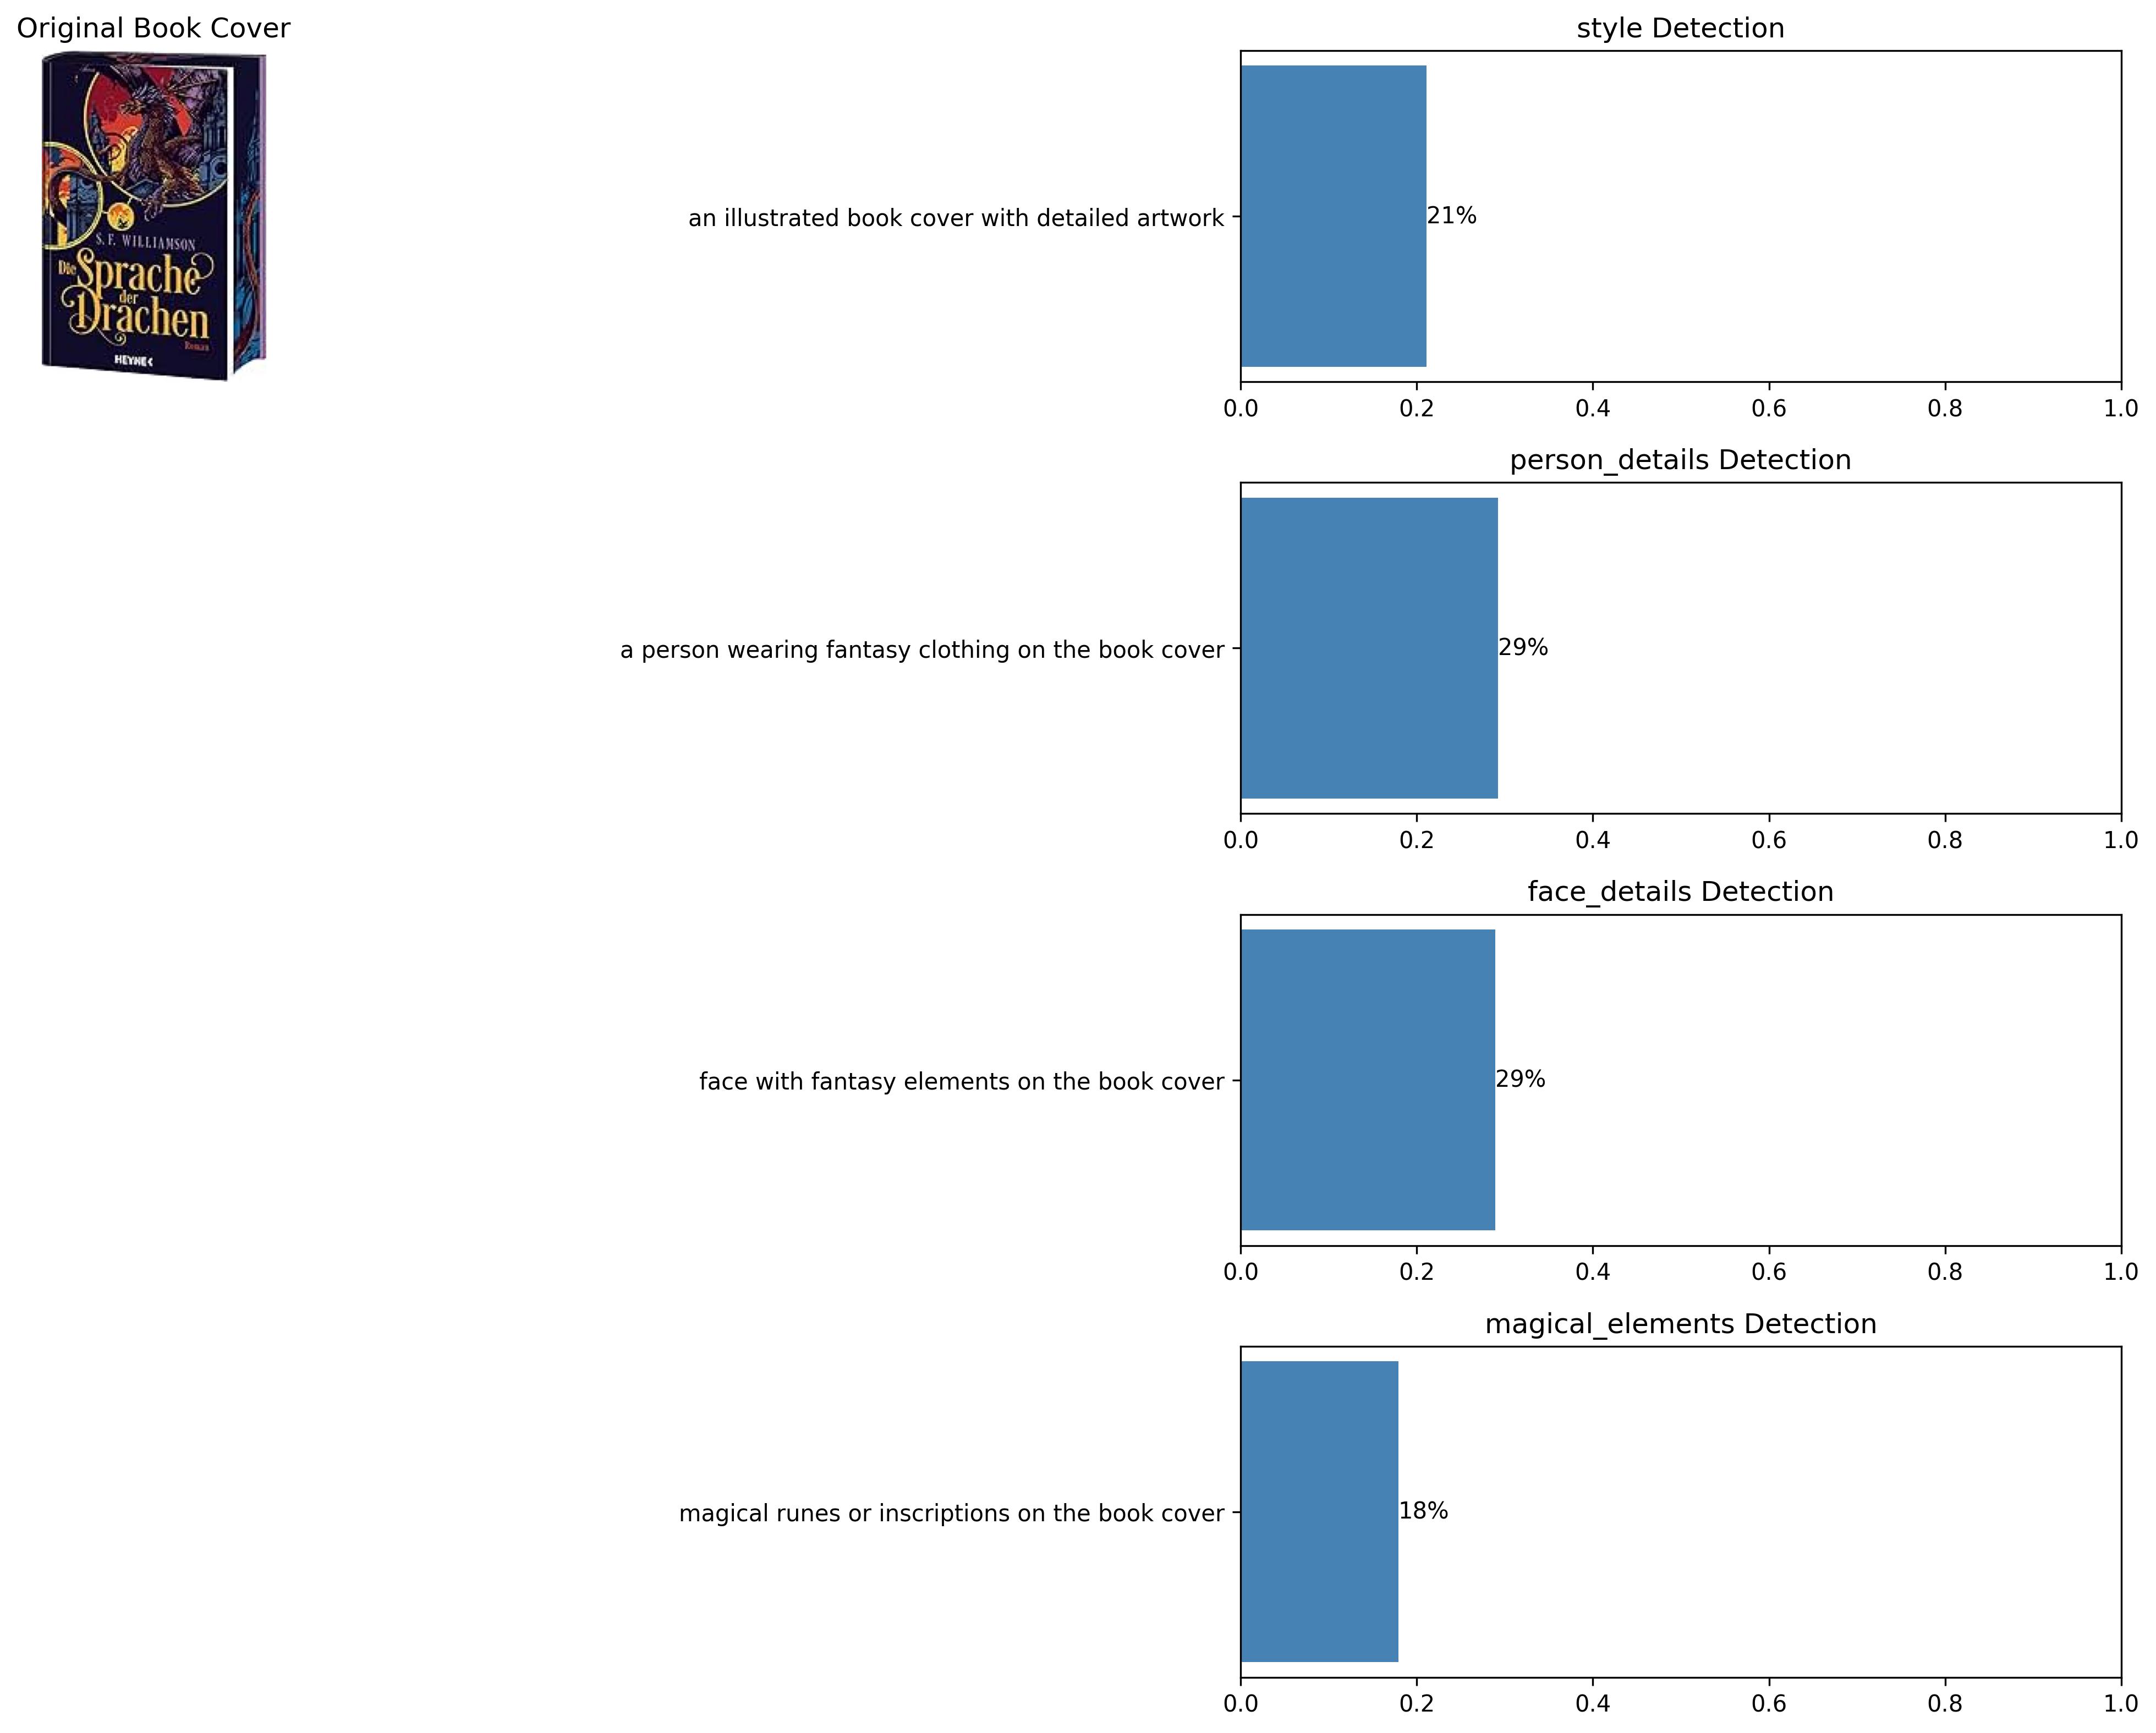 Original Book Cover
S. F. WILLIAMSON
Die Sprache
der
Drachen
Roman
HEYNE <
style Detection
an illustrated book cover with detailed artwork
21%
0.0 0.2 0.4 0.6 0.8 1.0
person_details Detection
a person wearing fantasy clothing on the book cover
29%
0.0 0.2 0.4 0.6 0.8 1.0
face_details Detection
face with fantasy elements on the book cover
29%
0.0 0.2 0.4 0.6 0.8 1.0
magical_elements Detection
magical runes or inscriptions on the book cover
18%
0.0 0.2 0.4 0.6 0.8 1.0